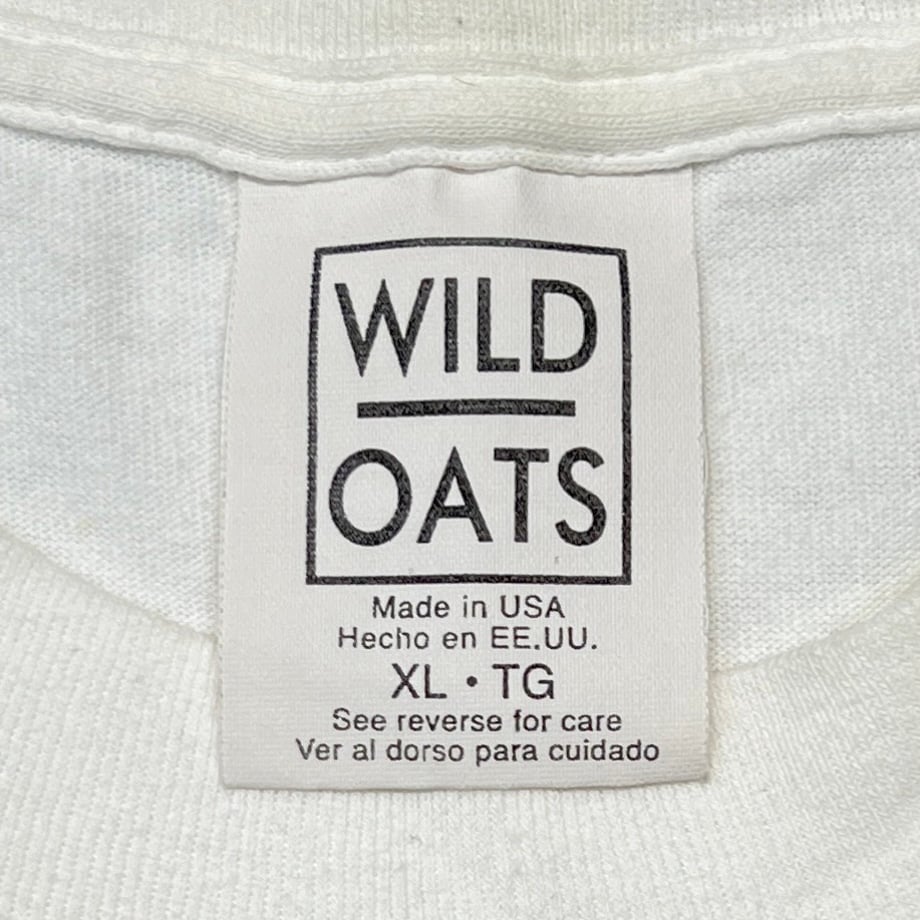 WILD
OATS
Made in USA
Hecho en EE.UU.
XL • TG
See reverse for care
Ver al dorso para cuidado